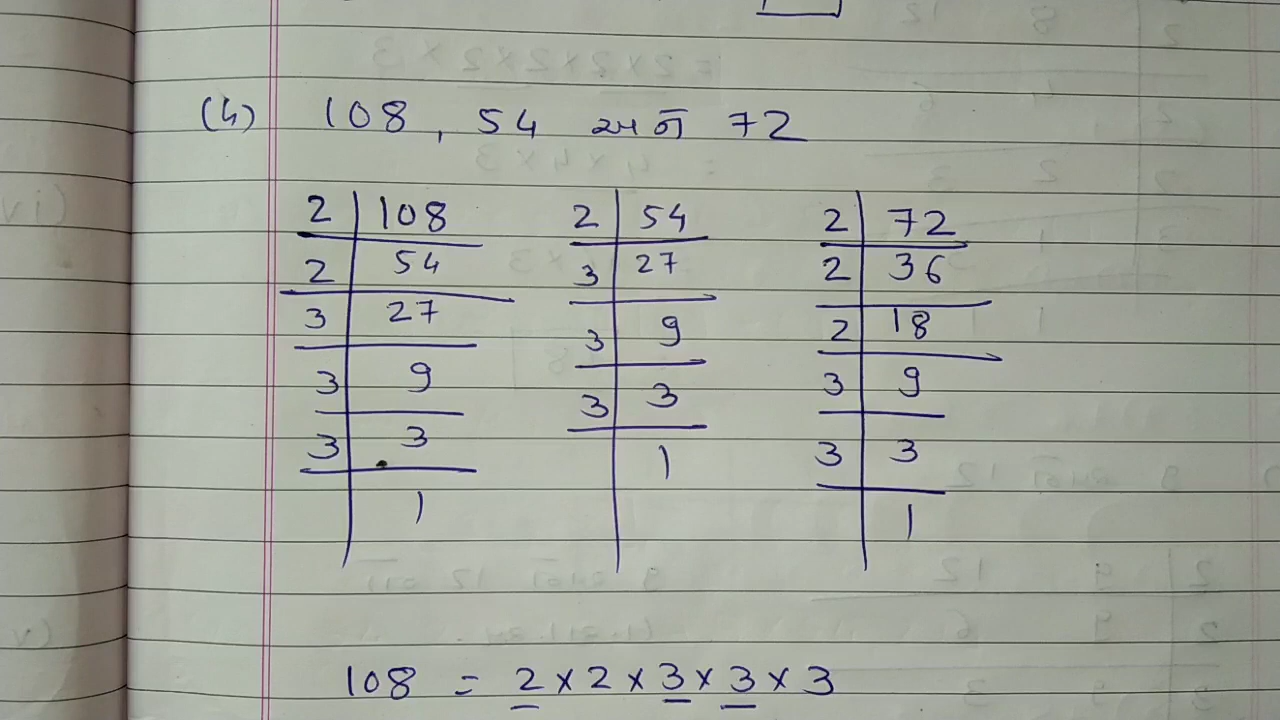 (4) 108, 54 અને 72
2 108 2 54 2 72
2 54 3 27 2 36
3 27 3 9 2 18
3 9 3 3 3 9
3 3 1 3 3
1 1
108 = 2 × 2 × 3 × 3 × 3